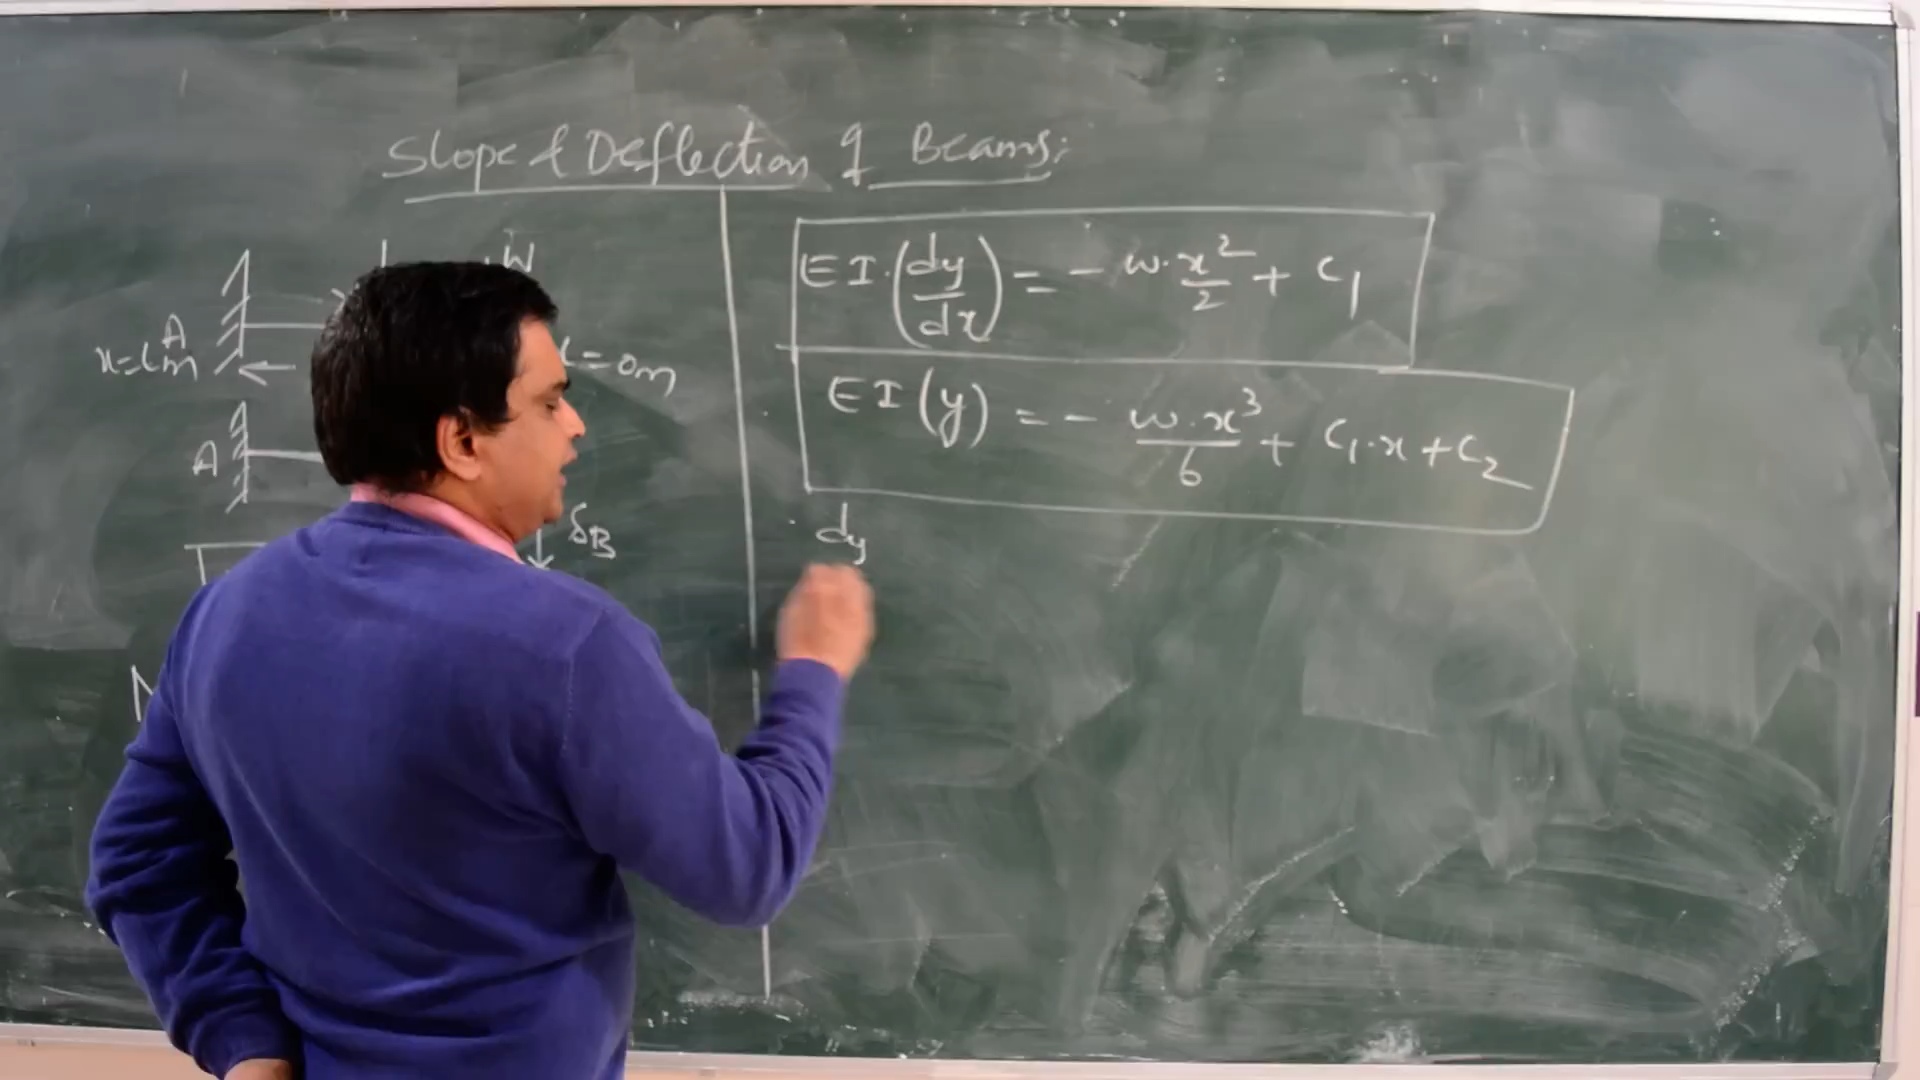 Slope & Deflection of Beams:
W
A
x=Lm
=0m
A
δB
EI.(dy/dx) = - w.x²/2 + C₁
EI(y) = - w.x³/6 + C₁.x + C₂
dy